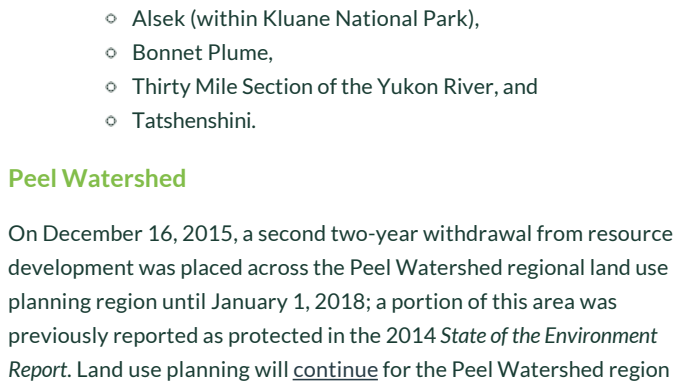 Alsek (within Kluane National Park),
Bonnet Plume,
Thirty Mile Section of the Yukon River, and
Tatshenshini.
Peel Watershed
On December 16, 2015, a second two-year withdrawal from resource
development was placed across the Peel Watershed regional land use
planning region until January 1, 2018; a portion of this area was
previously reported as protected in the 2014 State of the Environment
Report. Land use planning will continue for the Peel Watershed region